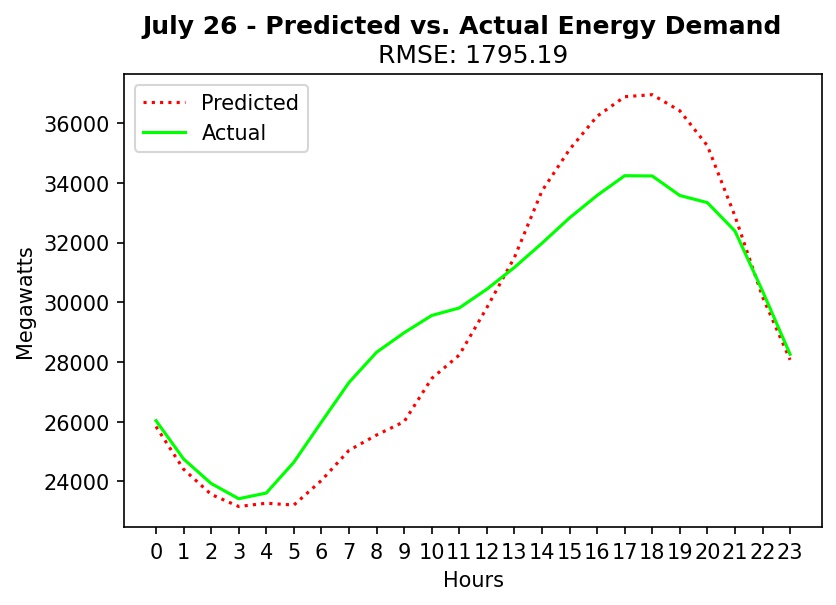 July 26 - Predicted vs. Actual Energy Demand
RMSE: 1795.19
Predicted
Actual
36000
34000
32000
30000
28000
26000
24000
Megawatts
0 1 2 3 4 5 6 7 8 9 10 11 12 13 14 15 16 17 18 19 20 21 22 23
Hours